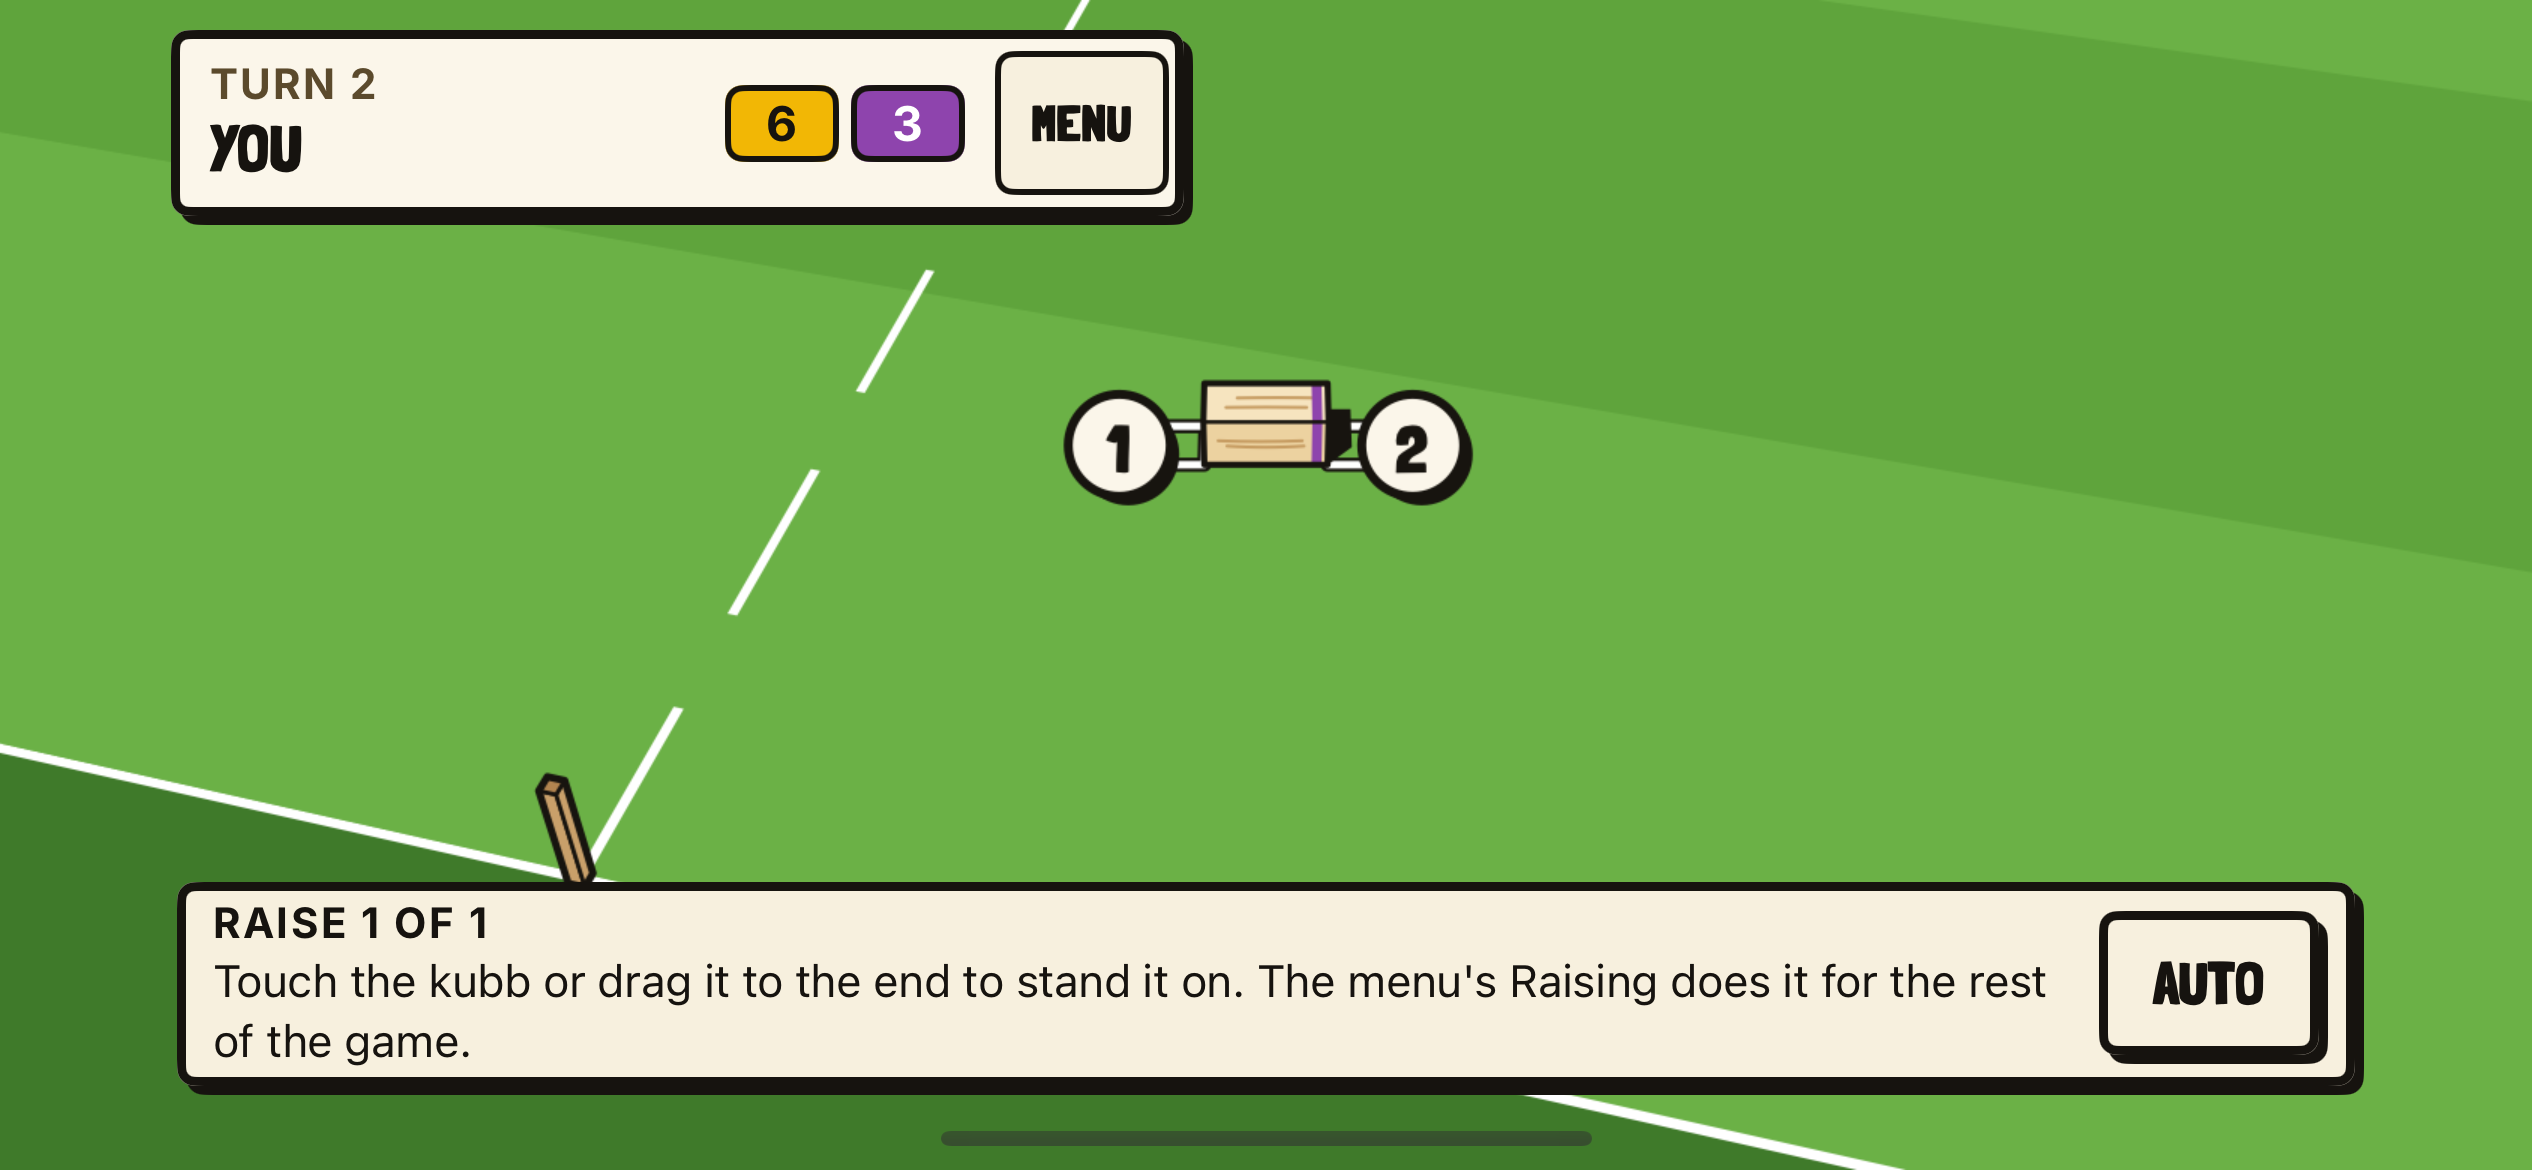 TURN 2
YOU
6 3
MENU
1 2
RAISE 1 OF 1
Touch the kubb or drag it to the end to stand it on. The menu's Raising does it for the rest
of the game.
AUTO